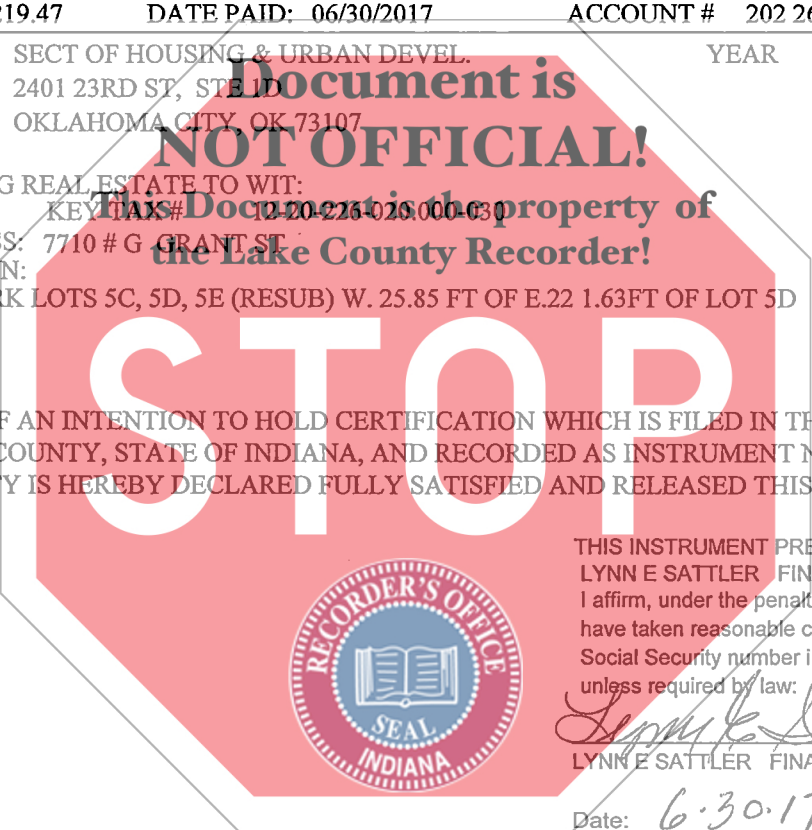 219.47 DATE PAID: 06/30/2017 ACCOUNT # 202 26
SECT OF HOUSING & URBAN DEVEL. YEAR
2401 23RD ST, STE 1D
OKLAHOMA CITY, OK 73107
Document is
NOT OFFICIAL!
G REAL ESTATE TO WIT:
KEY TAX # 12-20-226-020.000-030
This Document is the property of
S: 7710 # G GRANT ST
the Lake County Recorder!
N:
RK LOTS 5C, 5D, 5E (RESUB) W. 25.85 FT OF E.22 1.63FT OF LOT 5D
STOP
F AN INTENTION TO HOLD CERTIFICATION WHICH IS FILED IN TH
COUNTY, STATE OF INDIANA, AND RECORDED AS INSTRUMENT N
TY IS HEREBY DECLARED FULLY SATISFIED AND RELEASED THIS
THIS INSTRUMENT PRE
LYNN E SATTLER FIN
I affirm, under the penalt
have taken reasonable c
Social Security number i
unless required by law:
RECORDER'S OFFICE
SEAL
INDIANA
LYNN E SATTLER FINA
Date: 6.30.17